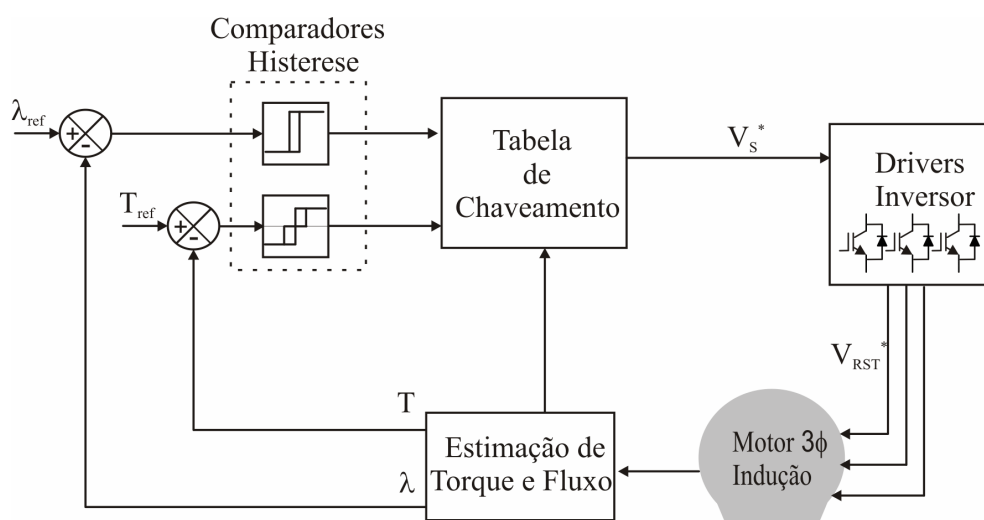 Comparadores
Histerese
λref
+
-
Tref
+
-
Tabela
de
Chaveamento
VS*
Drivers
Inversor
VRST*
T
λ
Estimação de
Torque e Fluxo
Motor 3ϕ
Indução